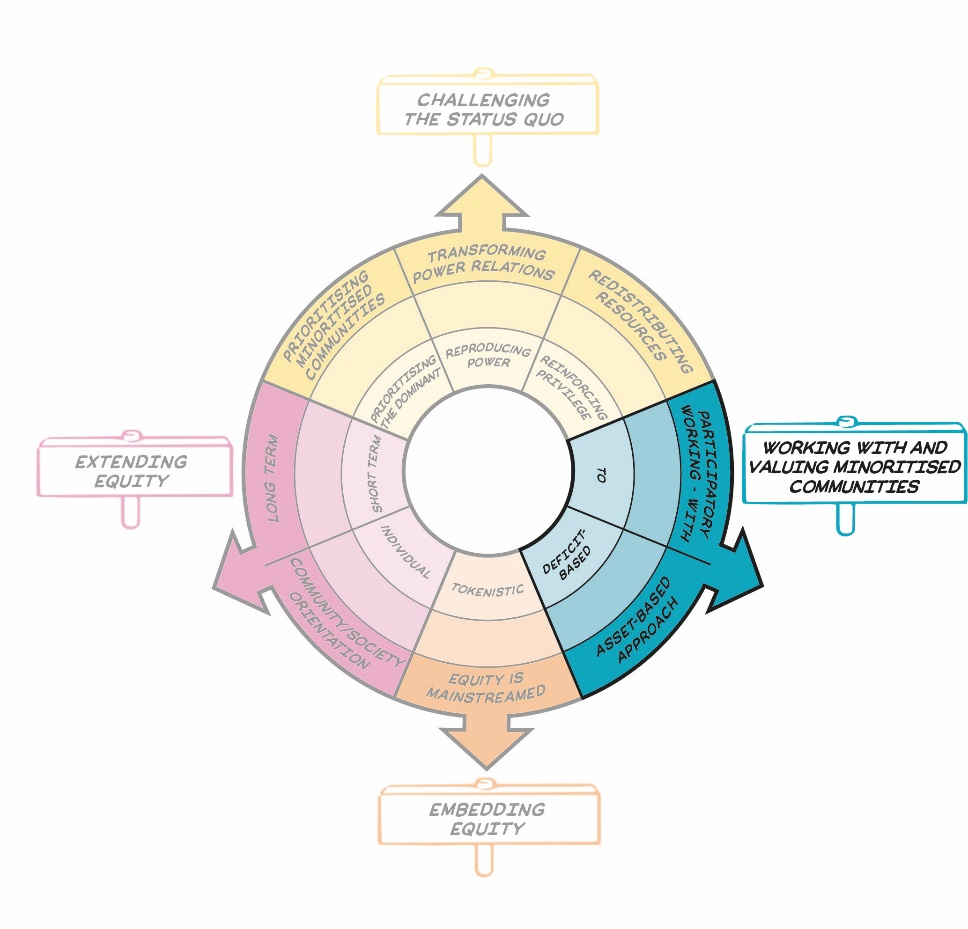 CHALLENGING
THE STATUS QUO
PRIORITISING
MINORITISED
COMMUNITIES
TRANSFORMING
POWER RELATIONS
REDISTRIBUTING
RESOURCES
PRIORITISING
THE DOMINANT
REPRODUCING
POWER
REINFORCING
PRIVILEGE
EXTENDING
EQUITY
LONG TERM
SHORT TERM
TO
PARTICIPATORY
WORKING - WITH
WORKING WITH AND
VALUING MINORITISED
COMMUNITIES
COMMUNITY/SOCIETY
ORIENTATION
INDIVIDUAL
TOKENISTIC
DEFICIT-
BASED
ASSET-BASED
APPROACH
EQUITY IS
MAINSTREAMED
EMBEDDING
EQUITY